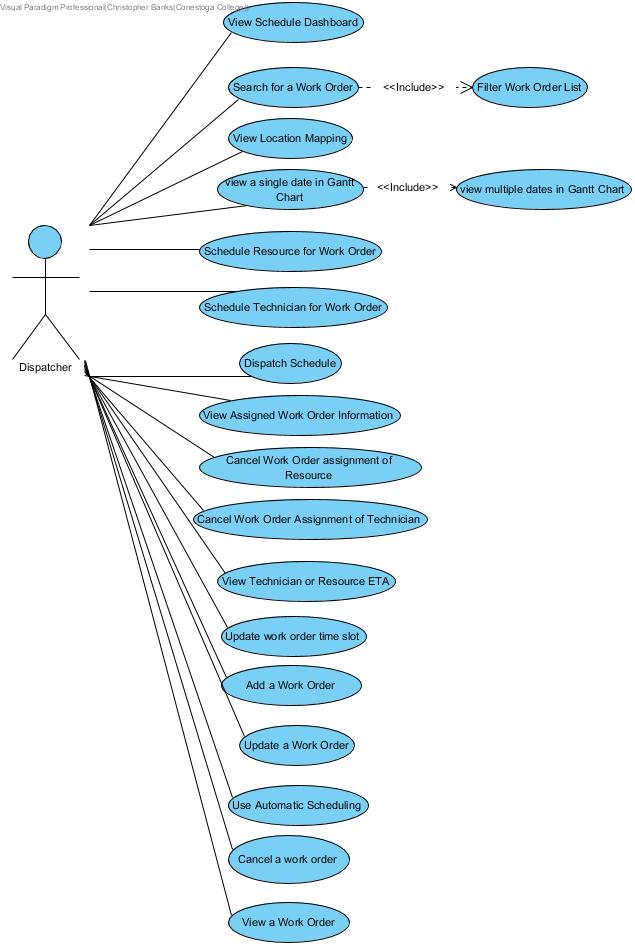 Visual Paradigm Professional(Christopher Banks(Conestoga College))
View Schedule Dashboard
Search for a Work Order
<<Include>>
Filter Work Order List
View Location Mapping
view a single date in Gantt
Chart
<<Include>>
view multiple dates in Gantt Chart
Schedule Resource for Work Order
Schedule Technician for Work Order
Dispatcher
Dispatch Schedule
View Assigned Work Order Information
Cancel Work Order assignment of
Resource
Cancel Work Order Assignment of Technician
View Technician or Resource ETA
Update work order time slot
Add a Work Order
Update a Work Order
Use Automatic Scheduling
Cancel a work order
View a Work Order